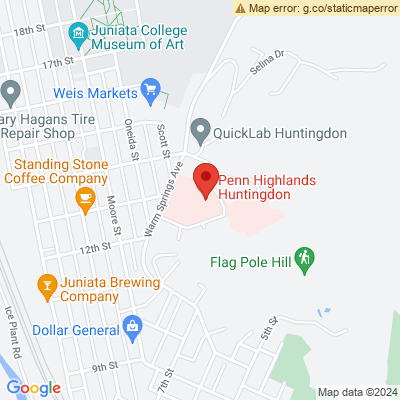 Map error: g.co/staticmaperror
18th St
Juniata College
Museum of Art
17th St
Selina Dr
Weis Markets
ary Hagans Tire
Repair Shop
Oneida St
Scott St
QuickLab Huntingdon
Standing Stone
Coffee Company
Warm Springs Ave
Penn Highlands
Huntingdon
Moore St
12th St
Flag Pole Hill
Juniata Brewing
Company
Ice Plant Rd
Dollar General
5th St
9th St
7th St
Google
Map data ©2024